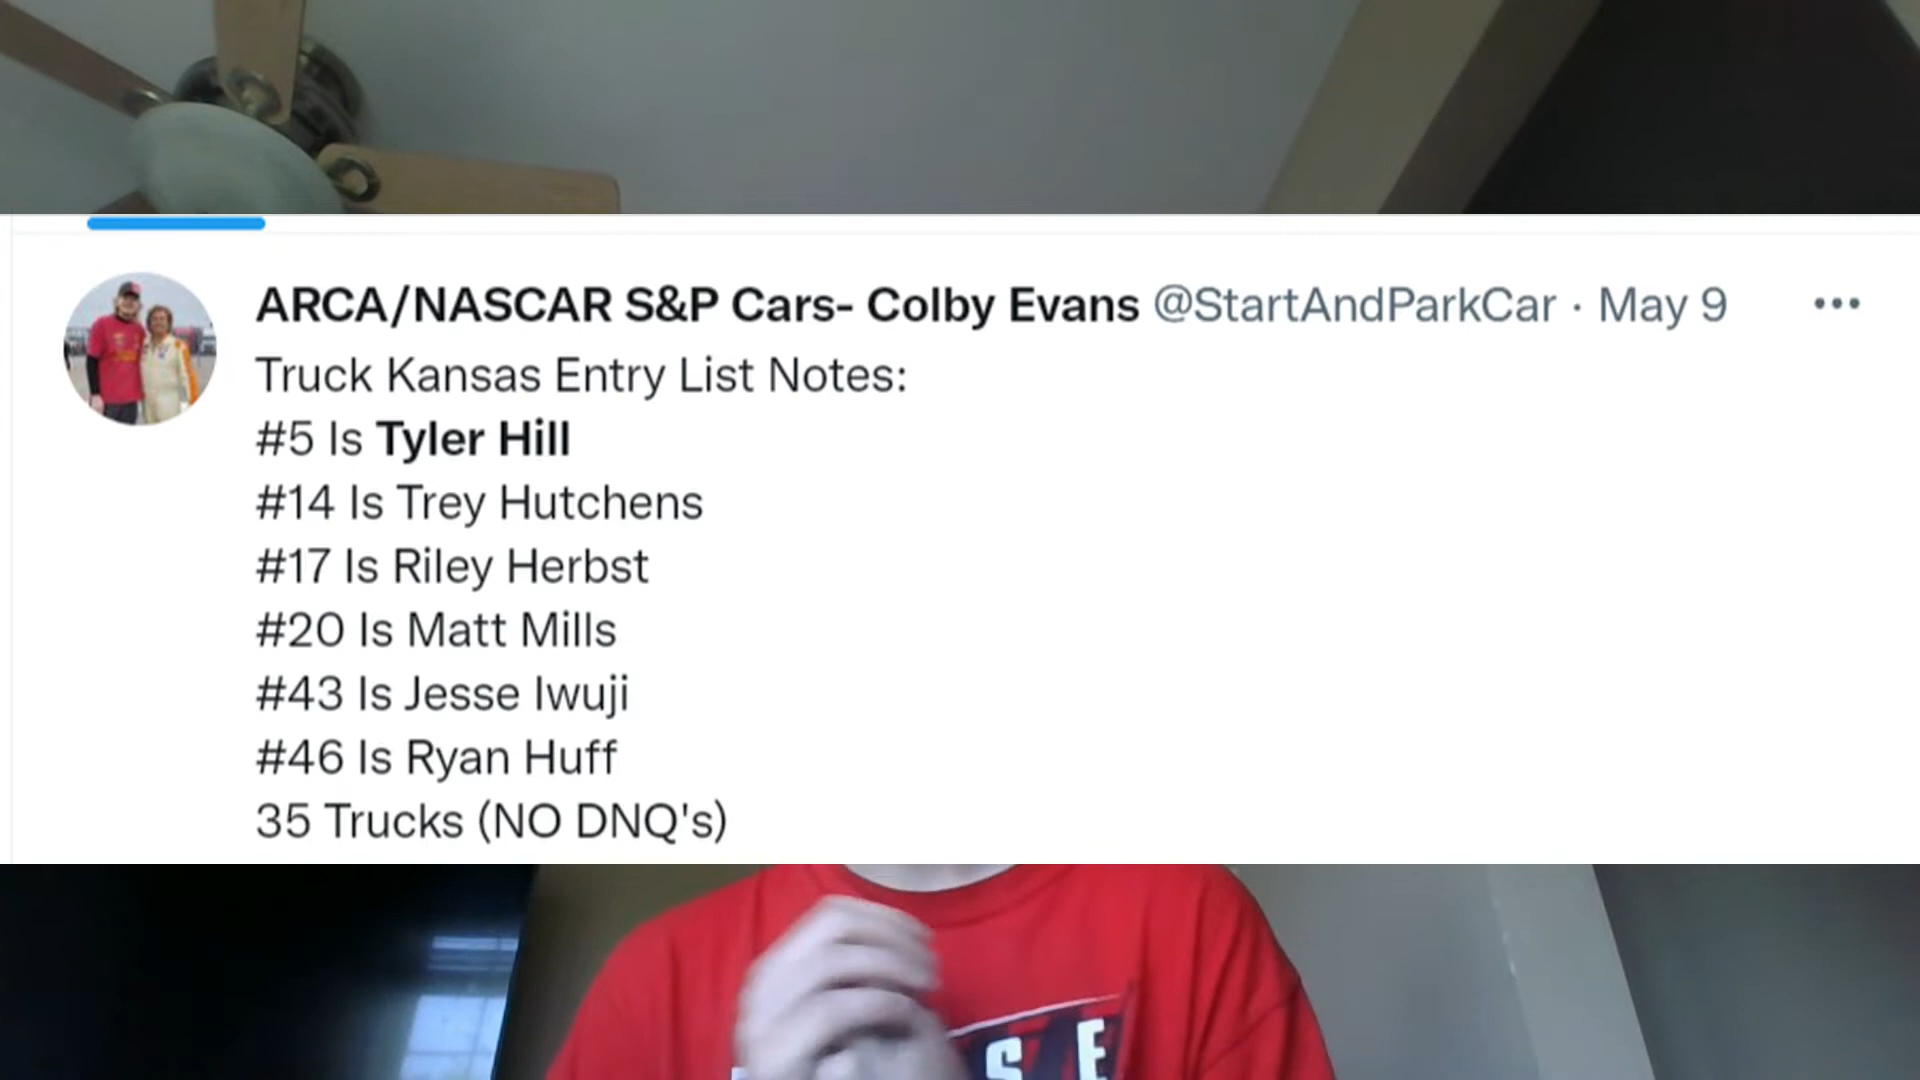 ARCA/NASCAR S&P Cars- Colby Evans @StartAndParkCar · May 9
Truck Kansas Entry List Notes:
#5 Is Tyler Hill
#14 Is Trey Hutchens
#17 Is Riley Herbst
#20 Is Matt Mills
#43 Is Jesse Iwuji
#46 Is Ryan Huff
35 Trucks (NO DNQ's)